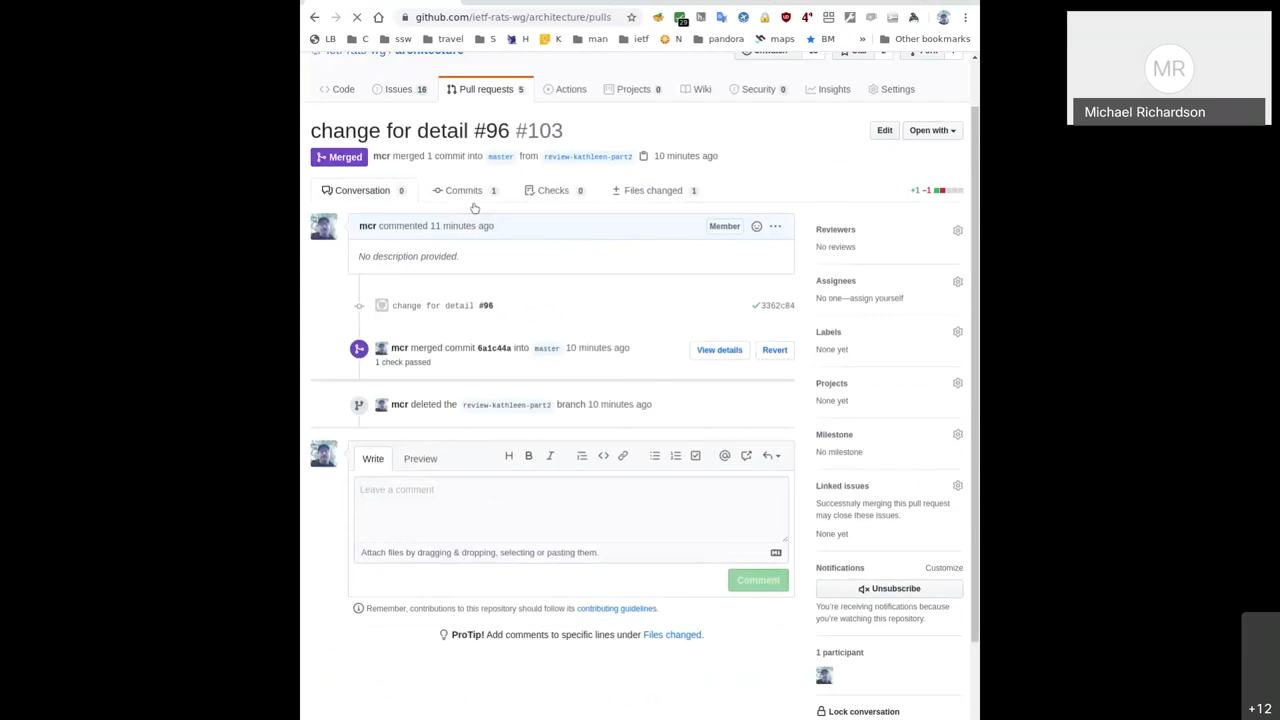 github.com/ietf-rats-wg/architecture/pulls
29
4
LB C ssw travel S H K man ietf N pandora maps BM » Other bookmarks
Code Issues 16 Pull requests 5 Actions Projects 0 Wiki Security 0 Insights Settings
change for detail #96 #103
Edit Open with
Merged mcr merged 1 commit into master from review-kathleen-part2 10 minutes ago
Conversation 0 Commits 1 Checks 0 Files changed 1 +1 −1
mcr commented 11 minutes ago Member
No description provided.
change for detail #96 3362c84
mcr merged commit 6a1c44a into master 10 minutes ago View details Revert
1 check passed
mcr deleted the review-kathleen-part2 branch 10 minutes ago
Write Preview
Leave a comment
Attach files by dragging & dropping, selecting or pasting them.
Comment
Remember, contributions to this repository should follow its contributing guidelines.
ProTip! Add comments to specific lines under Files changed.
Reviewers
No reviews
Assignees
No one—assign yourself
Labels
None yet
Projects
None yet
Milestone
No milestone
Linked issues
Successfully merging this pull request
may close these issues.
None yet
Notifications Customize
Unsubscribe
You're receiving notifications because
you're watching this repository.
1 participant
Lock conversation
MR
Michael Richardson
+12